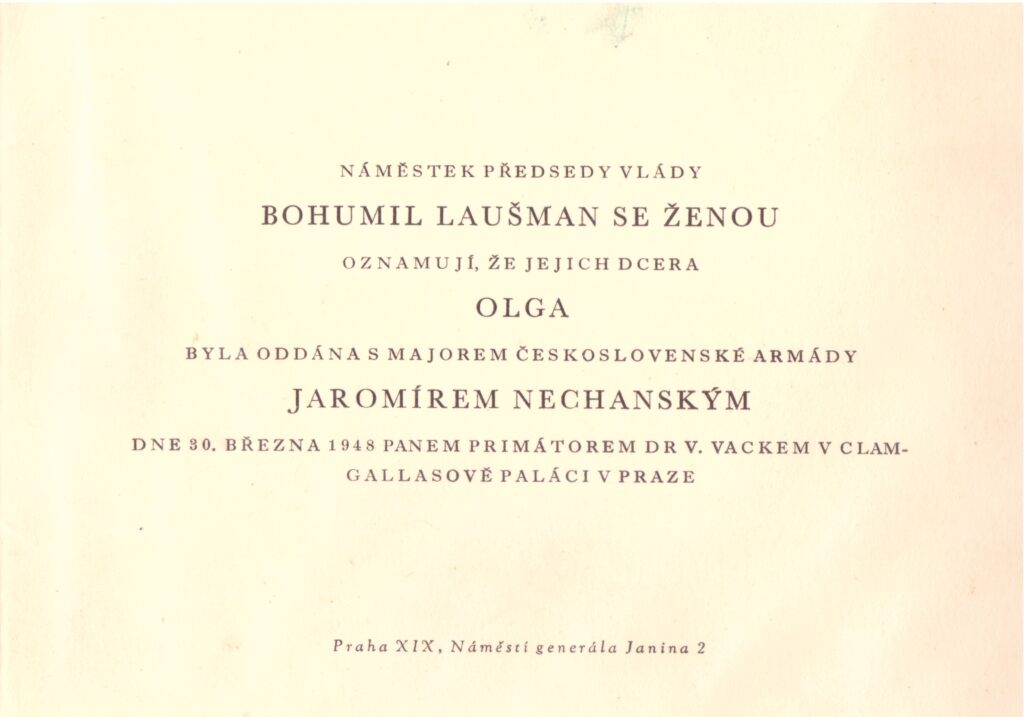 NÁMĚSTEK PŘEDSEDY VLÁDY
BOHUMIL LAUŠMAN SE ŽENOU
OZNAMUJÍ, ŽE JEJICH DCERA
OLGA
BYLA ODDÁNA S MAJOREM ČESKOSLOVENSKÉ ARMÁDY
JAROMÍREM NECHANSKÝM
DNE 30. BŘEZNA 1948 PANEM PRIMÁTOREM DR V. VACKEM V CLAM-
GALLASOVĚ PALÁCI V PRAZE
Praha XIX, Náměstí generála Janina 2